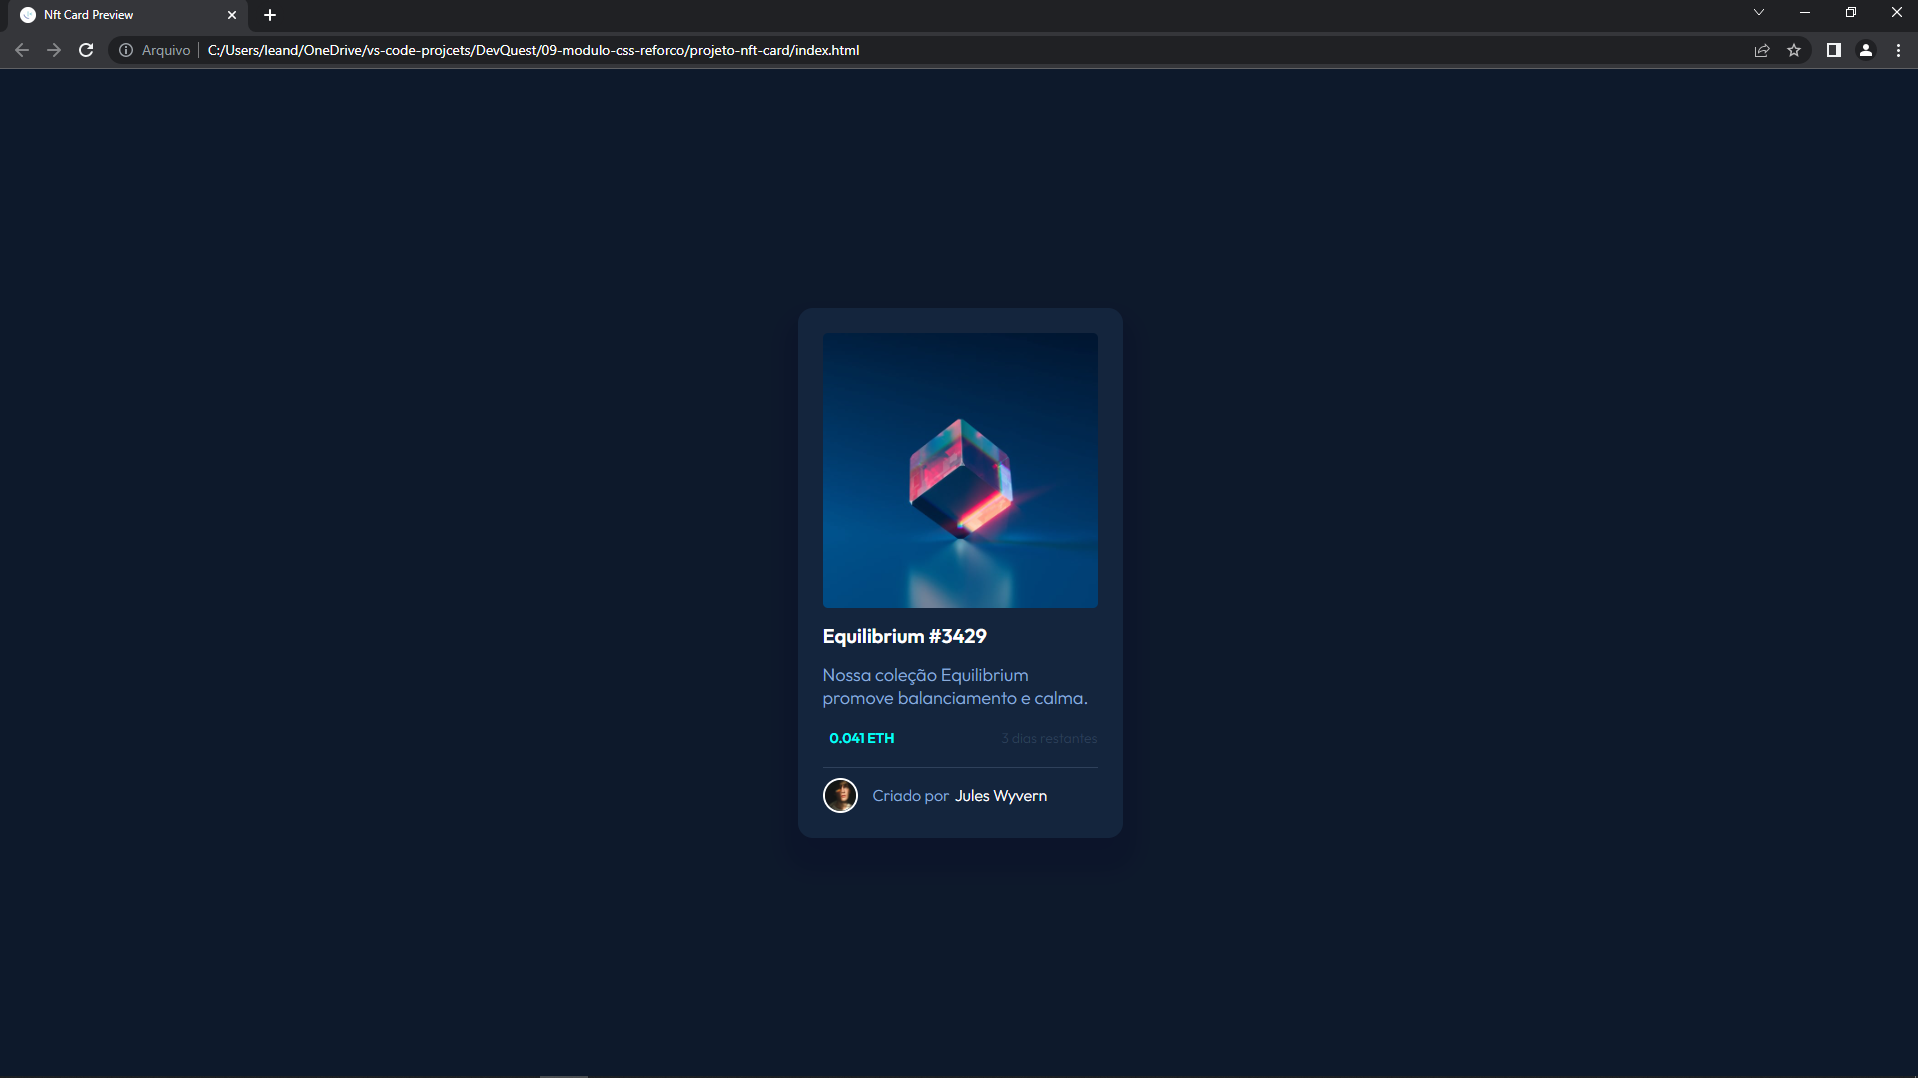 Nft Card Preview
Arquivo C:/Users/leand/OneDrive/vs-code-projcets/DevQuest/09-modulo-css-reforco/projeto-nft-card/index.html
Equilibrium #3429
Nossa coleção Equilibrium
promove balanciamento e calma.
0.041 ETH 3 dias restantes
Criado por Jules Wyvern